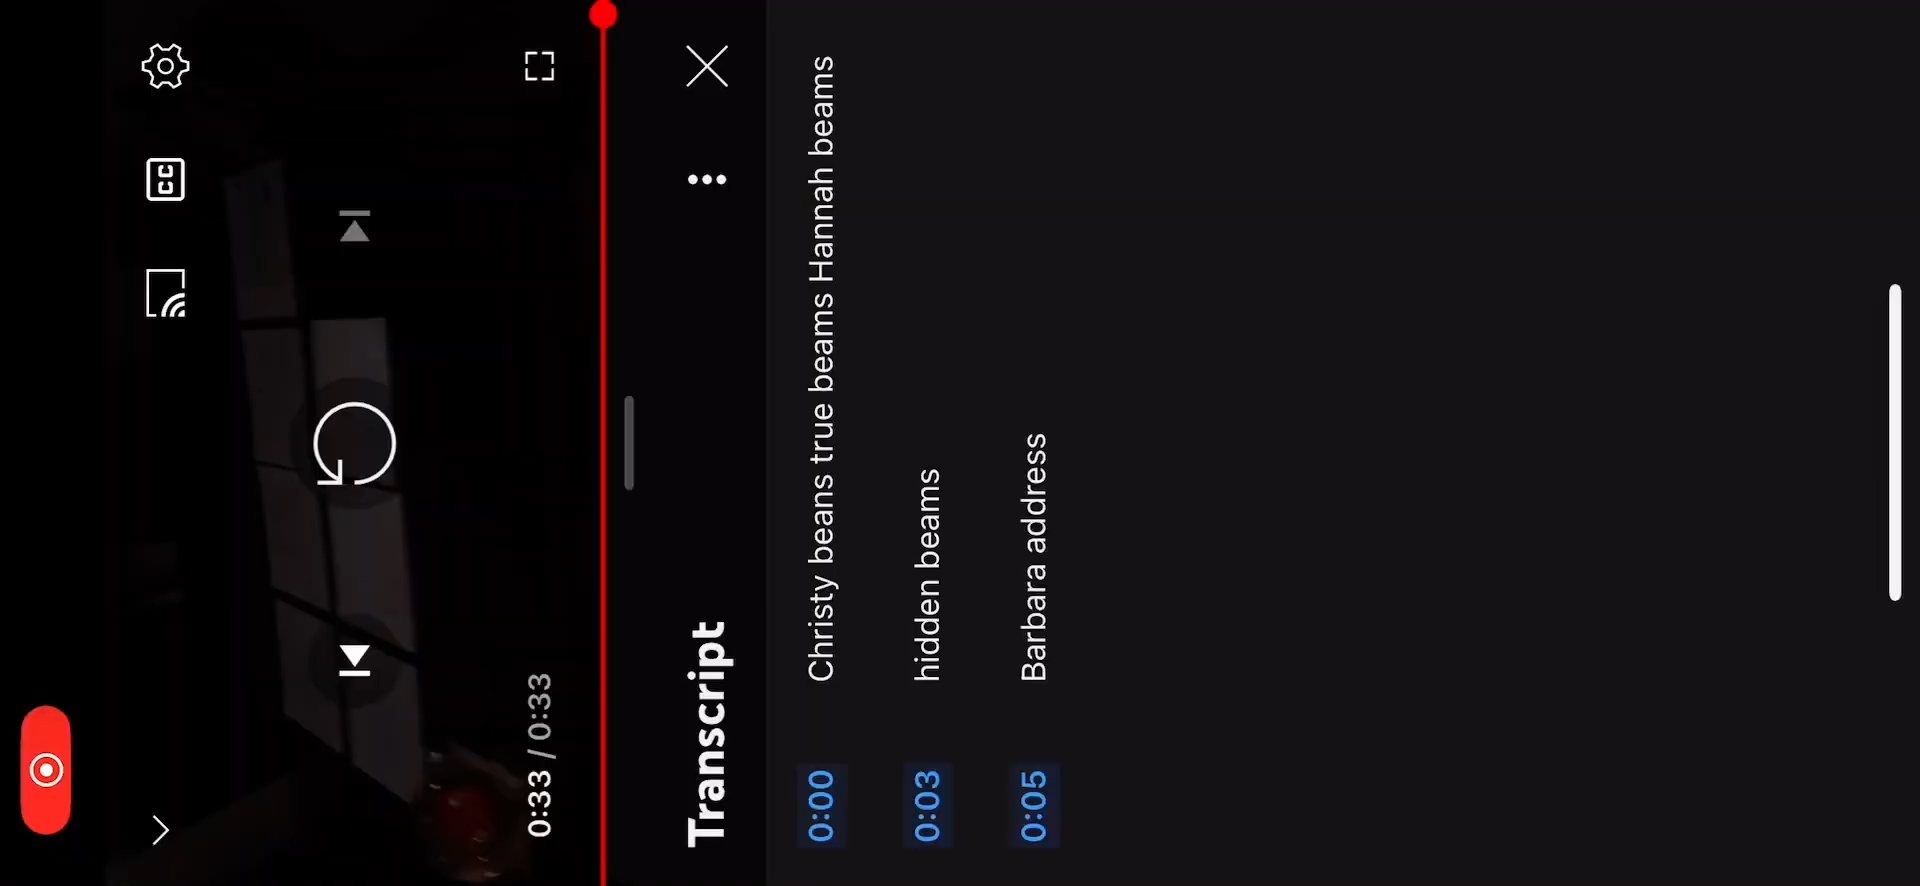 0:33 / 0:33
Transcript
0:00 Christy beans true beams Hannah beams
0:03 hidden beams
0:05 Barbara address